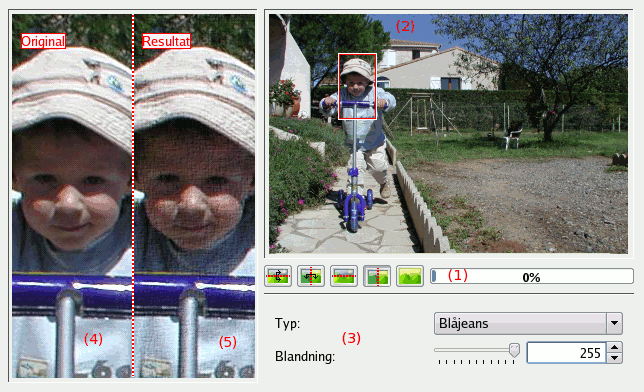 Original
Resultat
(2)
(1)
0%
Typ:
Blåjeans
(3)
Blandning:
255
(4)
(5)